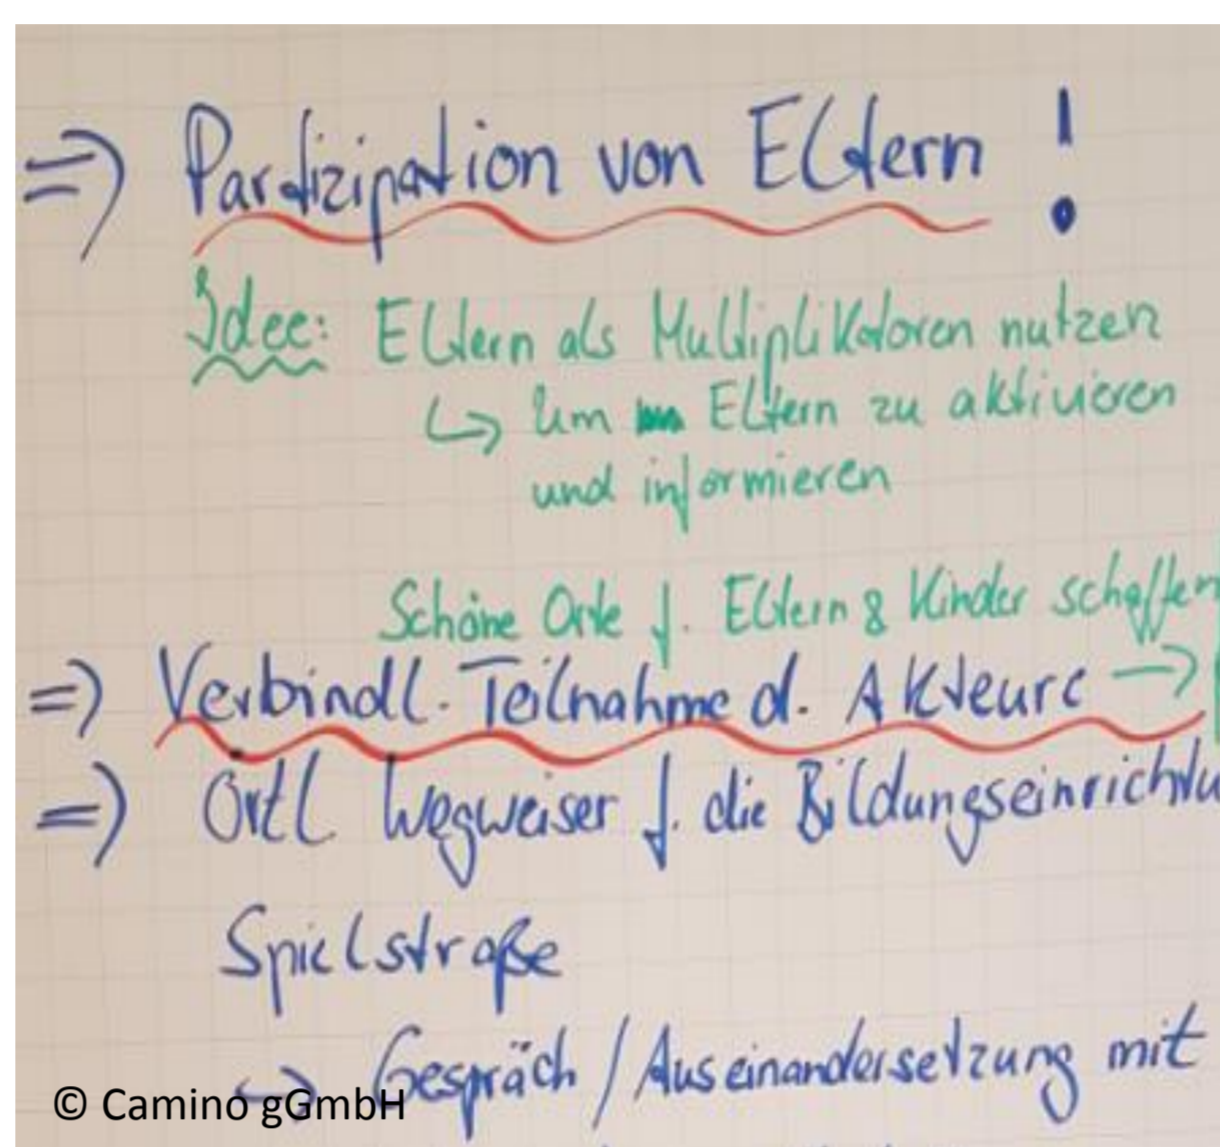 => Partizipation von Eltern !
Idee: Eltern als Multiplikatoren nutzen
↳ um Eltern zu aktivieren
und informieren
Schöne Orte f. Eltern & Kinder schaffen
=> Verbindl. Teilnahme d. Akteure →
=> Örtl Wegweiser f. die Bildungseinrichtu
Spielstraße
↳ Gespräch / Auseinandersetzung mit
© Camino gGmbH